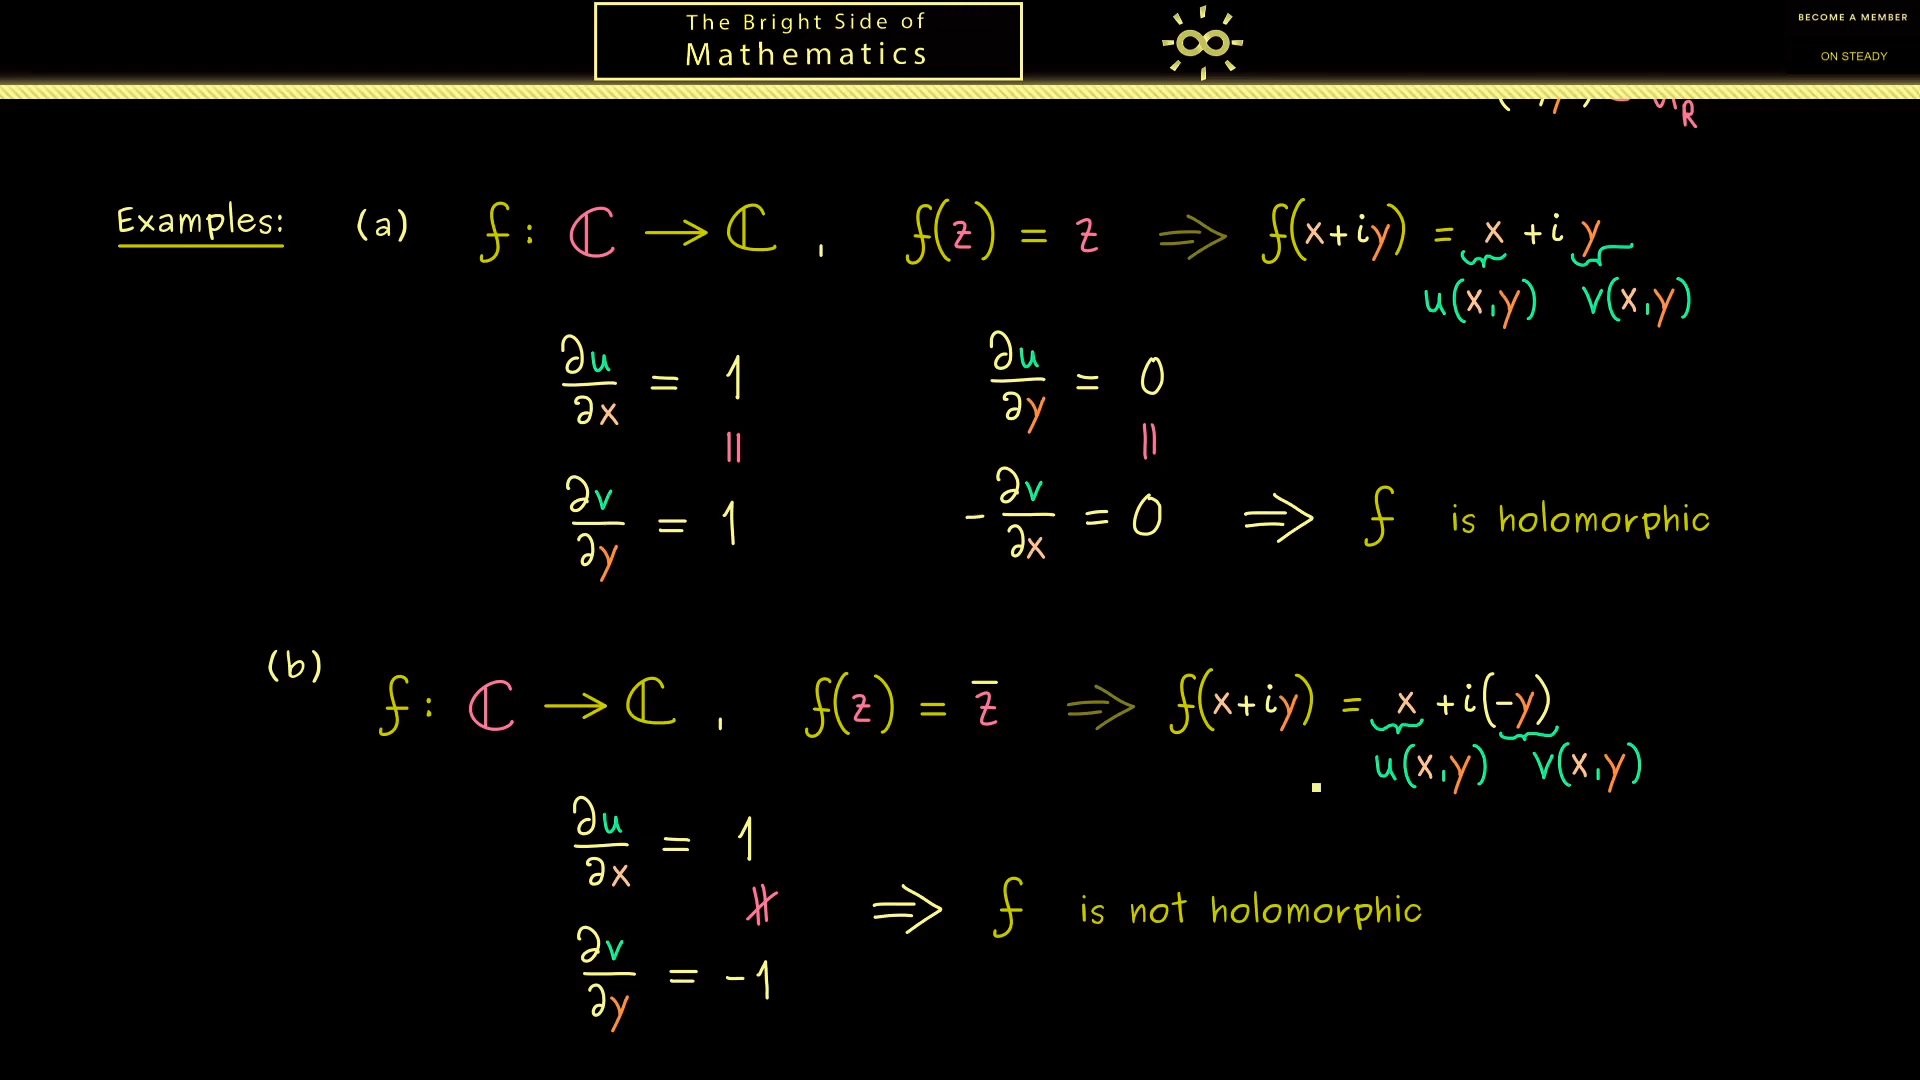 The Bright Side of
Mathematics
BECOME A MEMBER
ON STEADY
R
Examples: (a) f: ℂ ⟶ ℂ , f(z) = z ⇒ f(x+iy) = x + i y
u(x,y) v(x,y)
∂u/∂x = 1 ∂u/∂y = 0
|| ||
∂v/∂y = 1 -∂v/∂x = 0 ⇒ f is holomorphic
(b) f: ℂ ⟶ ℂ , f(z) = z̅ ⇒ f(x+iy) = x + i(-y)
u(x,y) v(x,y)
∂u/∂x = 1
∦ ⇒ f is not holomorphic
∂v/∂y = -1